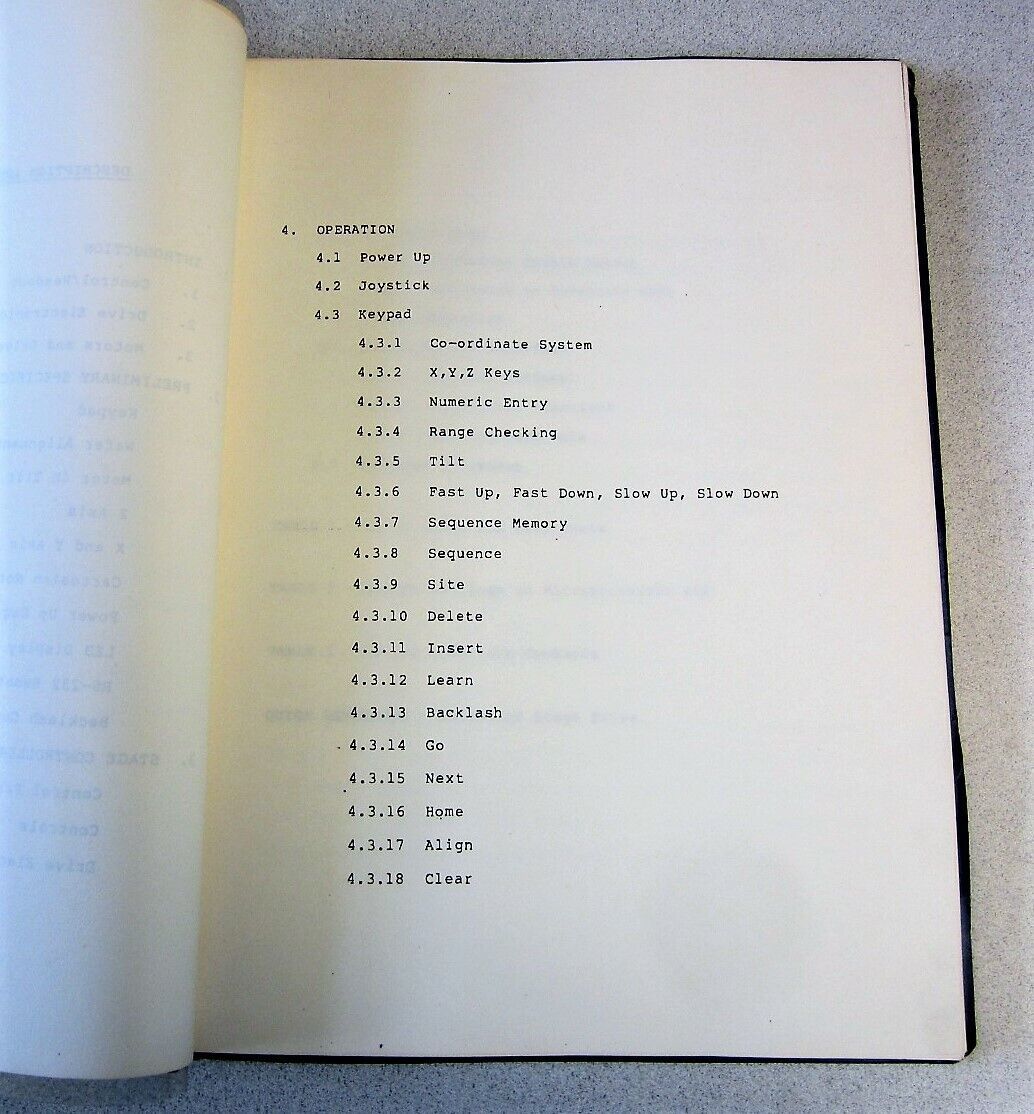 4. OPERATION
4.1 Power Up
4.2 Joystick
4.3 Keypad
4.3.1 Co-ordinate System
4.3.2 X,Y,Z Keys
4.3.3 Numeric Entry
4.3.4 Range Checking
4.3.5 Tilt
4.3.6 Fast Up, Fast Down, Slow Up, Slow Down
4.3.7 Sequence Memory
4.3.8 Sequence
4.3.9 Site
4.3.10 Delete
4.3.11 Insert
4.3.12 Learn
4.3.13 Backlash
4.3.14 Go
4.3.15 Next
4.3.16 Home
4.3.17 Align
4.3.18 Clear